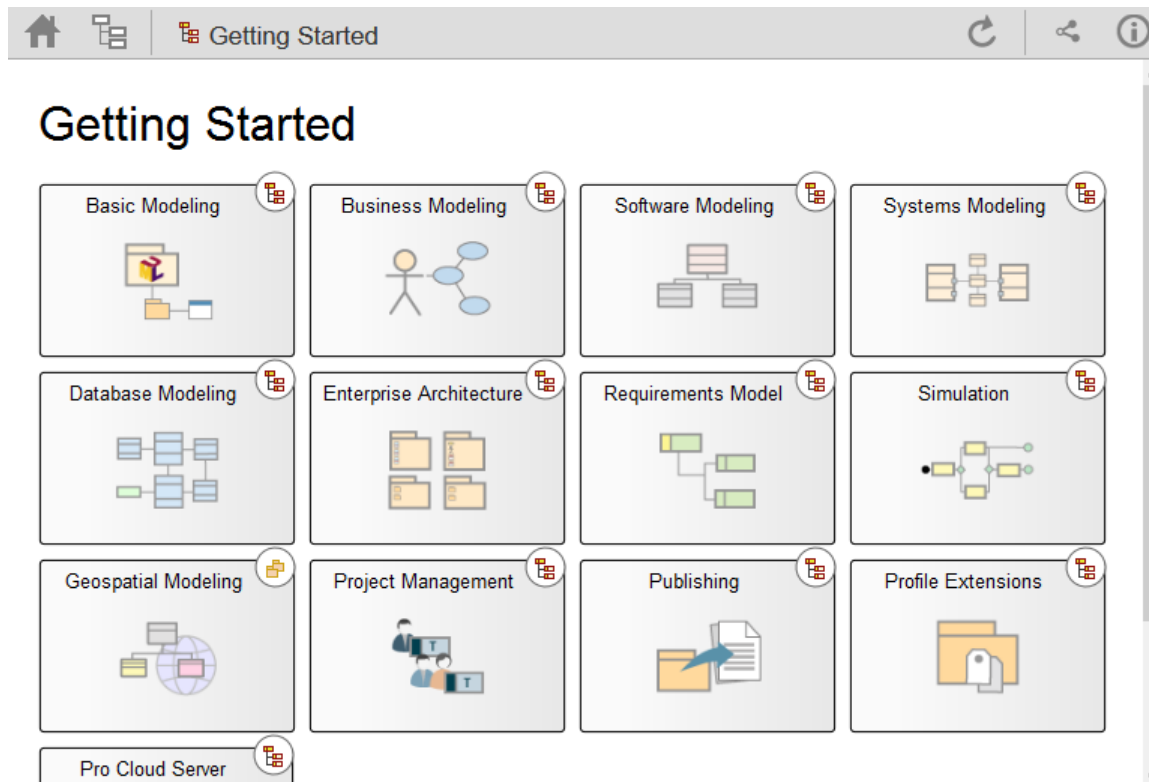 Getting Started
Getting Started
Basic Modeling
Business Modeling
Software Modeling
Systems Modeling
Database Modeling
Enterprise Architecture
Requirements Model
Simulation
Geospatial Modeling
Project Management
Publishing
Profile Extensions
T
T
Pro Cloud Server